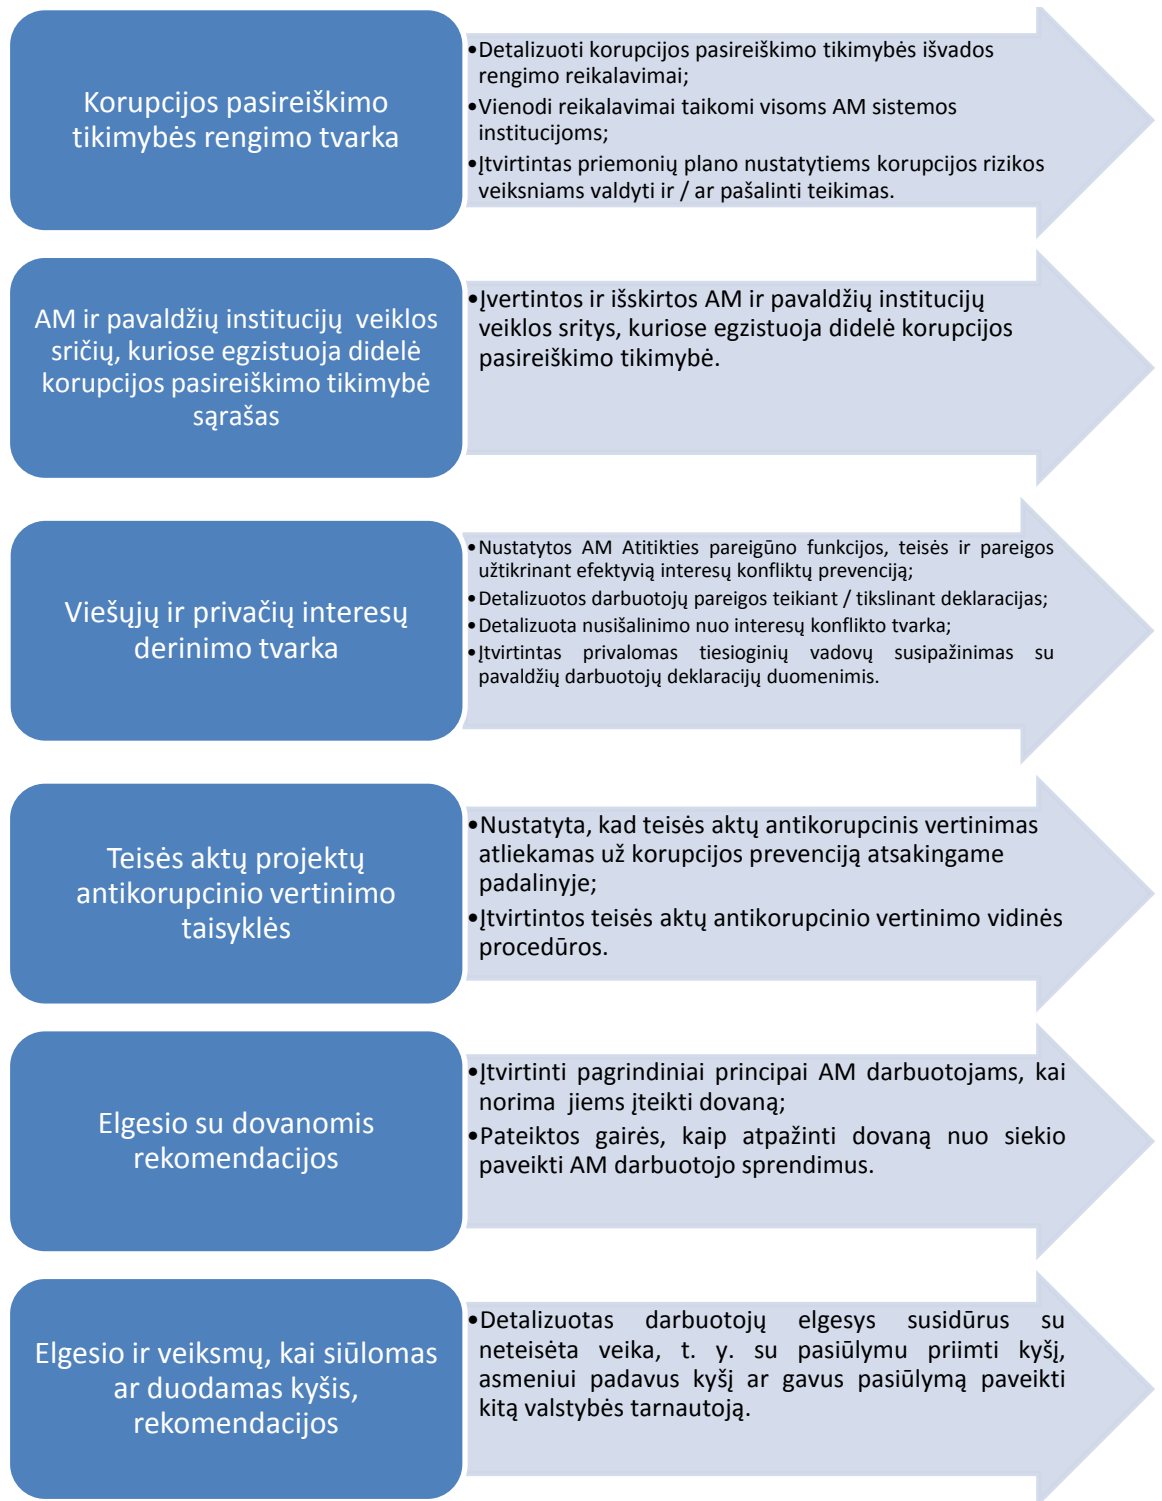 Korupcijos pasireiškimo
tikimybės rengimo tvarka
•Detalizuoti korupcijos pasireiškimo tikimybės išvados
rengimo reikalavimai;
•Vienodi reikalavimai taikomi visoms AM sistemos
institucijoms;
•Įtvirtintas priemonių plano nustatytiems korupcijos rizikos
veiksniams valdyti ir / ar pašalinti teikimas.
AM ir pavaldžių institucijų veiklos
sričių, kuriose egzistuoja didelė
korupcijos pasireiškimo tikimybė
sąrašas
•Įvertintos ir išskirtos AM ir pavaldžių institucijų
veiklos sritys, kuriose egzistuoja didelė korupcijos
pasireiškimo tikimybė.
Viešųjų ir privačių interesų
derinimo tvarka
•Nustatytos AM Atitikties pareigūno funkcijos, teisės ir pareigos
užtikrinant efektyvią interesų konfliktų prevenciją;
•Detalizuotos darbuotojų pareigos teikiant / tikslinant deklaracijas;
•Detalizuota nusišalinimo nuo interesų konflikto tvarka;
•Įtvirtintas privalomas tiesioginių vadovų susipažinimas su
pavaldžių darbuotojų deklaracijų duomenimis.
Teisės aktų projektų
antikorupcinio vertinimo
taisyklės
•Nustatyta, kad teisės aktų antikorupcinis vertinimas
atliekamas už korupcijos prevenciją atsakingame
padalinyje;
•Įtvirtintos teisės aktų antikorupcinio vertinimo vidinės
procedūros.
Elgesio su dovanomis
rekomendacijos
•Įtvirtinti pagrindiniai principai AM darbuotojams, kai
norima jiems įteikti dovaną;
•Pateiktos gairės, kaip atpažinti dovaną nuo siekio
paveikti AM darbuotojo sprendimus.
Elgesio ir veiksmų, kai siūlomas
ar duodamas kyšis,
rekomendacijos
•Detalizuotas darbuotojų elgesys susidūrus su
neteisėta veika, t. y. su pasiūlymu priimti kyšį,
asmeniui padavus kyšį ar gavus pasiūlymą paveikti
kitą valstybės tarnautoją.